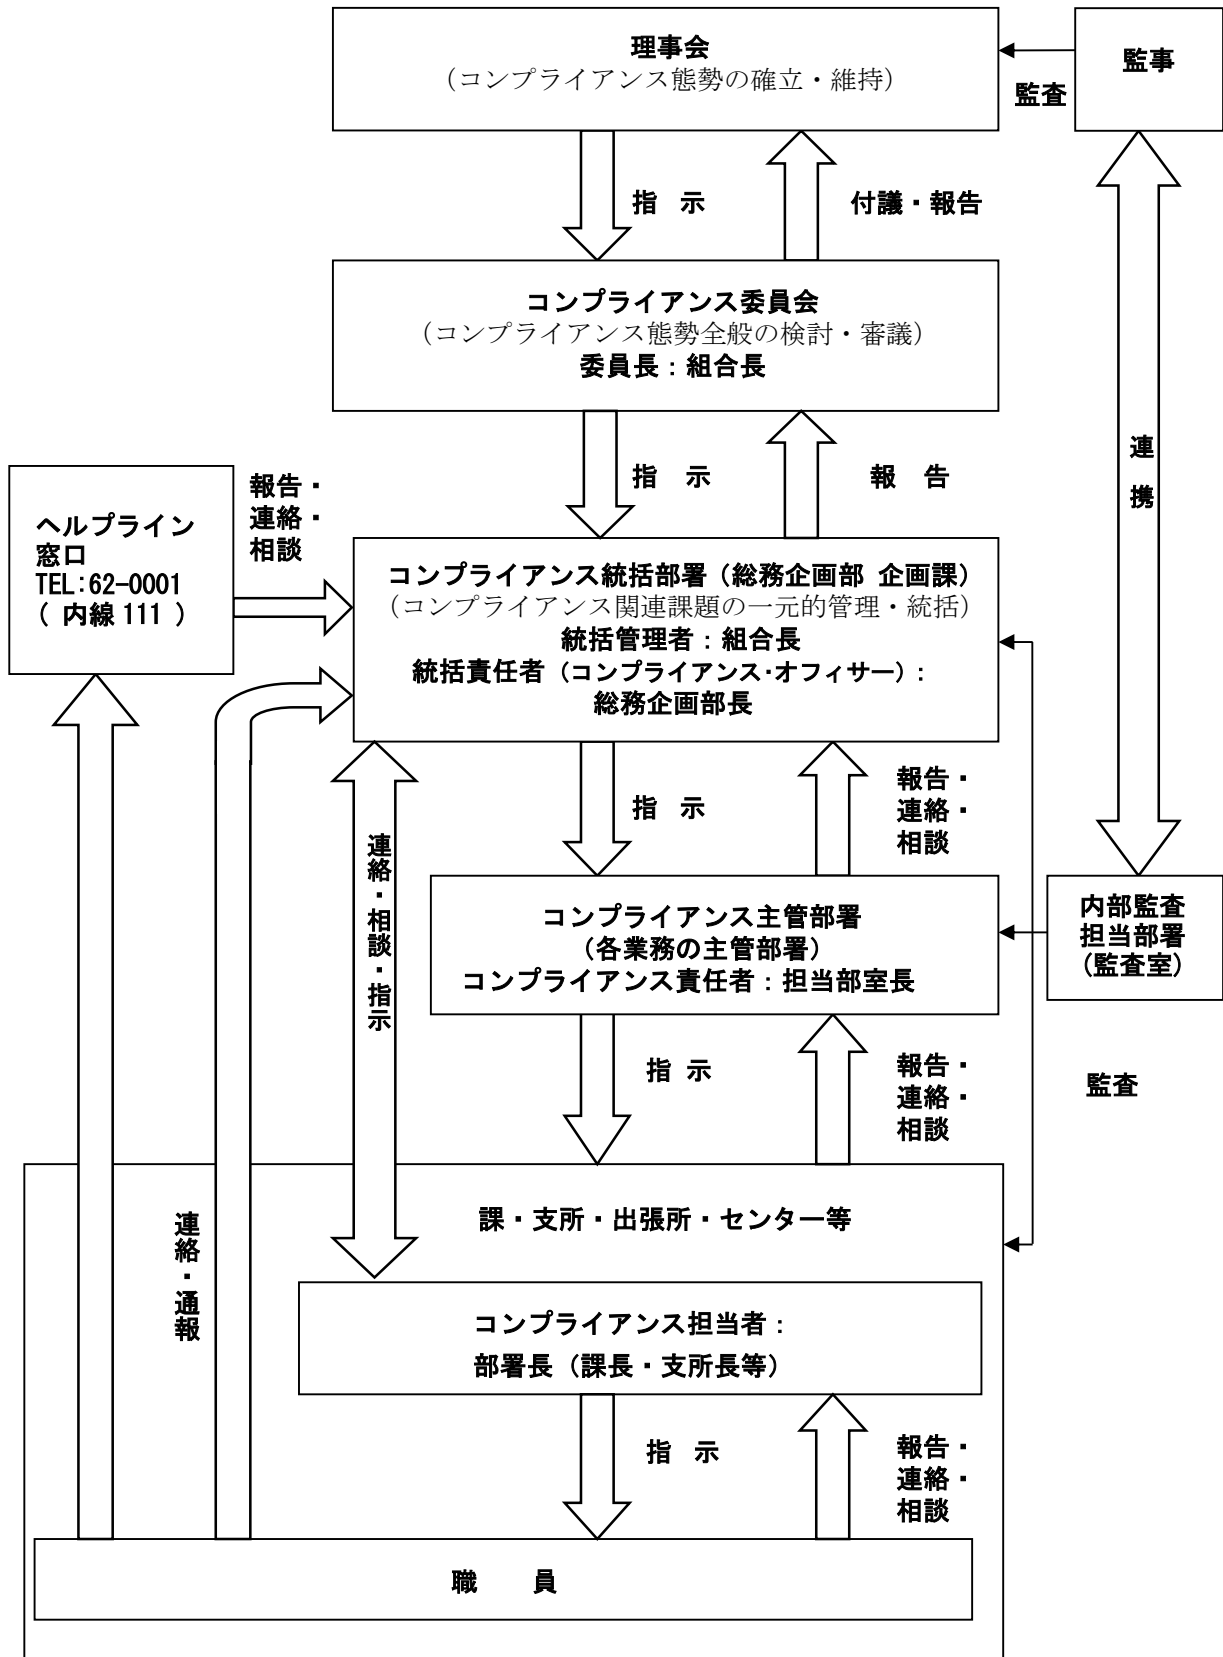 理事会
（コンプライアンス態勢の確立・維持）
監事
監査
指　示
付議・報告
コンプライアンス委員会
（コンプライアンス態勢全般の検討・審議）
委員長：組合長
指　示
報　告
連携
ヘルプライン
窓口
TEL:62-0001
（ 内線 111 ）
報告・
連絡・
相談
コンプライアンス統括部署（総務企画部 企画課）
（コンプライアンス関連課題の一元的管理・統括）
統括管理者：組合長
統括責任者（コンプライアンス・オフィサー）：
総務企画部長
指　示
報告・
連絡・
相談
連絡・相談・指示
コンプライアンス主管部署
（各業務の主管部署）
コンプライアンス責任者：担当部室長
内部監査
担当部署
（監査室）
指 示
報告・
連絡・
相談
監査
課・支所・出張所・センター等
連絡・通報
コンプライアンス担当者：
部署長（課長・支所長等）
指　示
報告・
連絡・
相談
職　　員